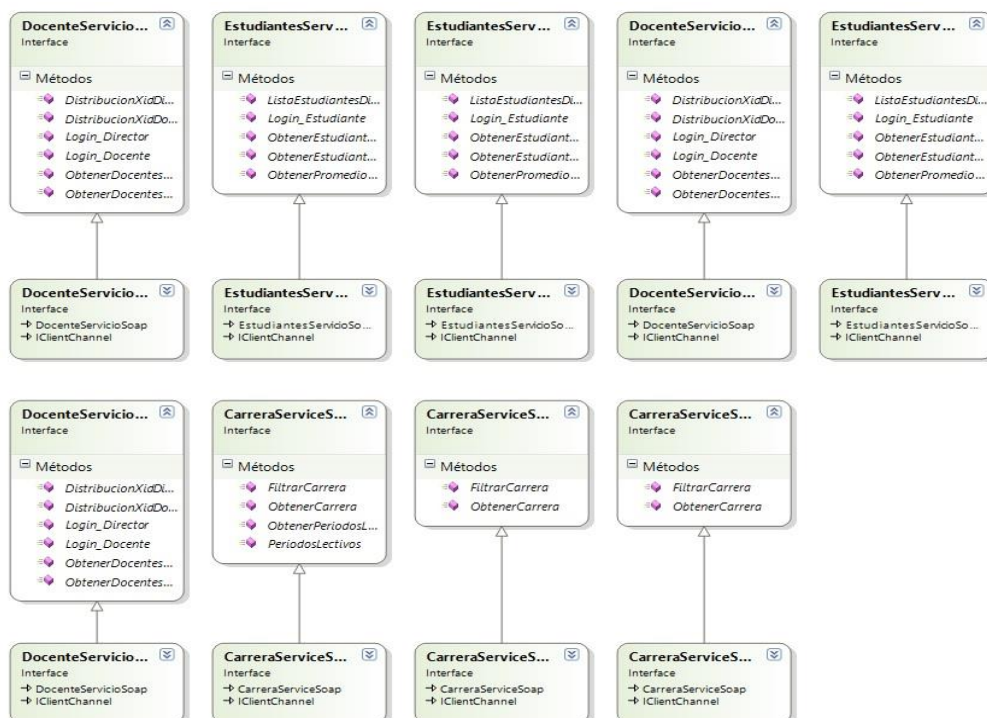 DocenteServicio...
Interface
Métodos
DistribucionXidDi...
DistribucionXidDo...
Login_Director
Login_Docente
ObtenerDocentes...
ObtenerDocentes...
EstudiantesServ...
Interface
Métodos
ListaEstudiantesDi...
Login_Estudiante
ObtenerEstudiant...
ObtenerEstudiant...
ObtenerPromedio...
EstudiantesServ...
Interface
Métodos
ListaEstudiantesDi...
Login_Estudiante
ObtenerEstudiant...
ObtenerEstudiant...
ObtenerPromedio...
DocenteServicio...
Interface
Métodos
DistribucionXidDi...
DistribucionXidDo...
Login_Director
Login_Docente
ObtenerDocentes...
ObtenerDocentes...
EstudiantesServ...
Interface
Métodos
ListaEstudiantesDi...
Login_Estudiante
ObtenerEstudiant...
ObtenerEstudiant...
ObtenerPromedio...
DocenteServicio...
Interface
DocenteServicioSoap
IClientChannel
EstudiantesServ...
Interface
EstudiantesServicioSo...
IClientChannel
EstudiantesServ...
Interface
EstudiantesServicioSo...
IClientChannel
DocenteServicio...
Interface
DocenteServicioSoap
IClientChannel
EstudiantesServ...
Interface
EstudiantesServicioSo...
IClientChannel
DocenteServicio...
Interface
Métodos
DistribucionXidDi...
DistribucionXidDo...
Login_Director
Login_Docente
ObtenerDocentes...
ObtenerDocentes...
CarreraServiceS...
Interface
Métodos
FiltrarCarrera
ObtenerCarrera
ObtenerPeriodosL...
PeriodosLectivos
CarreraServiceS...
Interface
Métodos
FiltrarCarrera
ObtenerCarrera
CarreraServiceS...
Interface
Métodos
FiltrarCarrera
ObtenerCarrera
DocenteServicio...
Interface
DocenteServicioSoap
IClientChannel
CarreraServiceS...
Interface
CarreraServiceSoap
IClientChannel
CarreraServiceS...
Interface
CarreraServiceSoap
IClientChannel
CarreraServiceS...
Interface
CarreraServiceSoap
IClientChannel